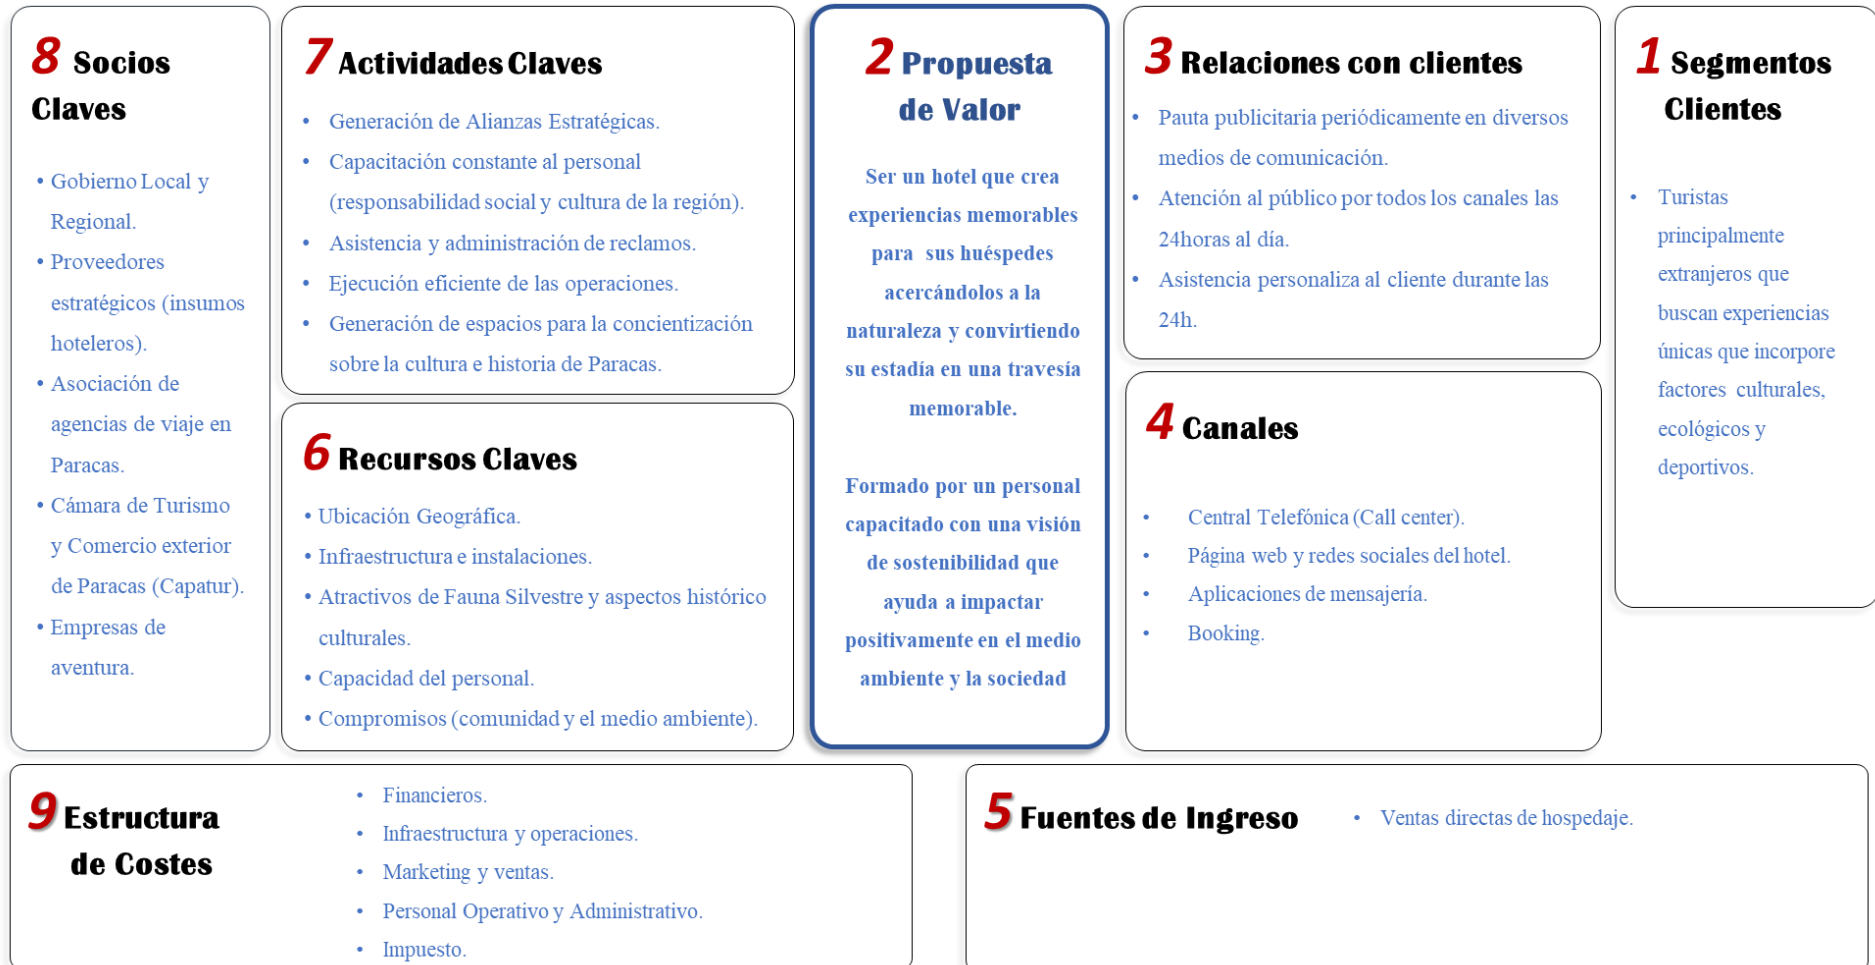 8 Socios
Claves
• Gobierno Local y
Regional.
• Proveedores
estratégicos (insumos
hoteleros).
• Asociación de
agencias de viaje en
Paracas.
• Cámara de Turismo
y Comercio exterior
de Paracas (Capatur).
• Empresas de
aventura.
7 Actividades Claves
• Generación de Alianzas Estratégicas.
• Capacitación constante al personal
(responsabilidad social y cultura de la región).
• Asistencia y administración de reclamos.
• Ejecución eficiente de las operaciones.
• Generación de espacios para la concientización
sobre la cultura e historia de Paracas.
6 Recursos Claves
• Ubicación Geográfica.
• Infraestructura e instalaciones.
• Atractivos de Fauna Silvestre y aspectos histórico
culturales.
• Capacidad del personal.
• Compromisos (comunidad y el medio ambiente).
2 Propuesta
de Valor
Ser un hotel que crea
experiencias memorables
para sus huéspedes
acercándolos a la
naturaleza y convirtiendo
su estadía en una travesía
memorable.
Formado por un personal
capacitado con una visión
de sostenibilidad que
ayuda a impactar
positivamente en el medio
ambiente y la sociedad
3 Relaciones con clientes
• Pauta publicitaria periódicamente en diversos
medios de comunicación.
• Atención al público por todos los canales las
24horas al día.
• Asistencia personaliza al cliente durante las
24h.
4 Canales
• Central Telefónica (Call center).
• Página web y redes sociales del hotel.
• Aplicaciones de mensajería.
• Booking.
1 Segmentos
Clientes
• Turistas
principalmente
extranjeros que
buscan experiencias
únicas que incorpore
factores culturales,
ecológicos y
deportivos.
9 Estructura
de Costes
• Financieros.
• Infraestructura y operaciones.
• Marketing y ventas.
• Personal Operativo y Administrativo.
• Impuesto.
5 Fuentes de Ingreso
• Ventas directas de hospedaje.